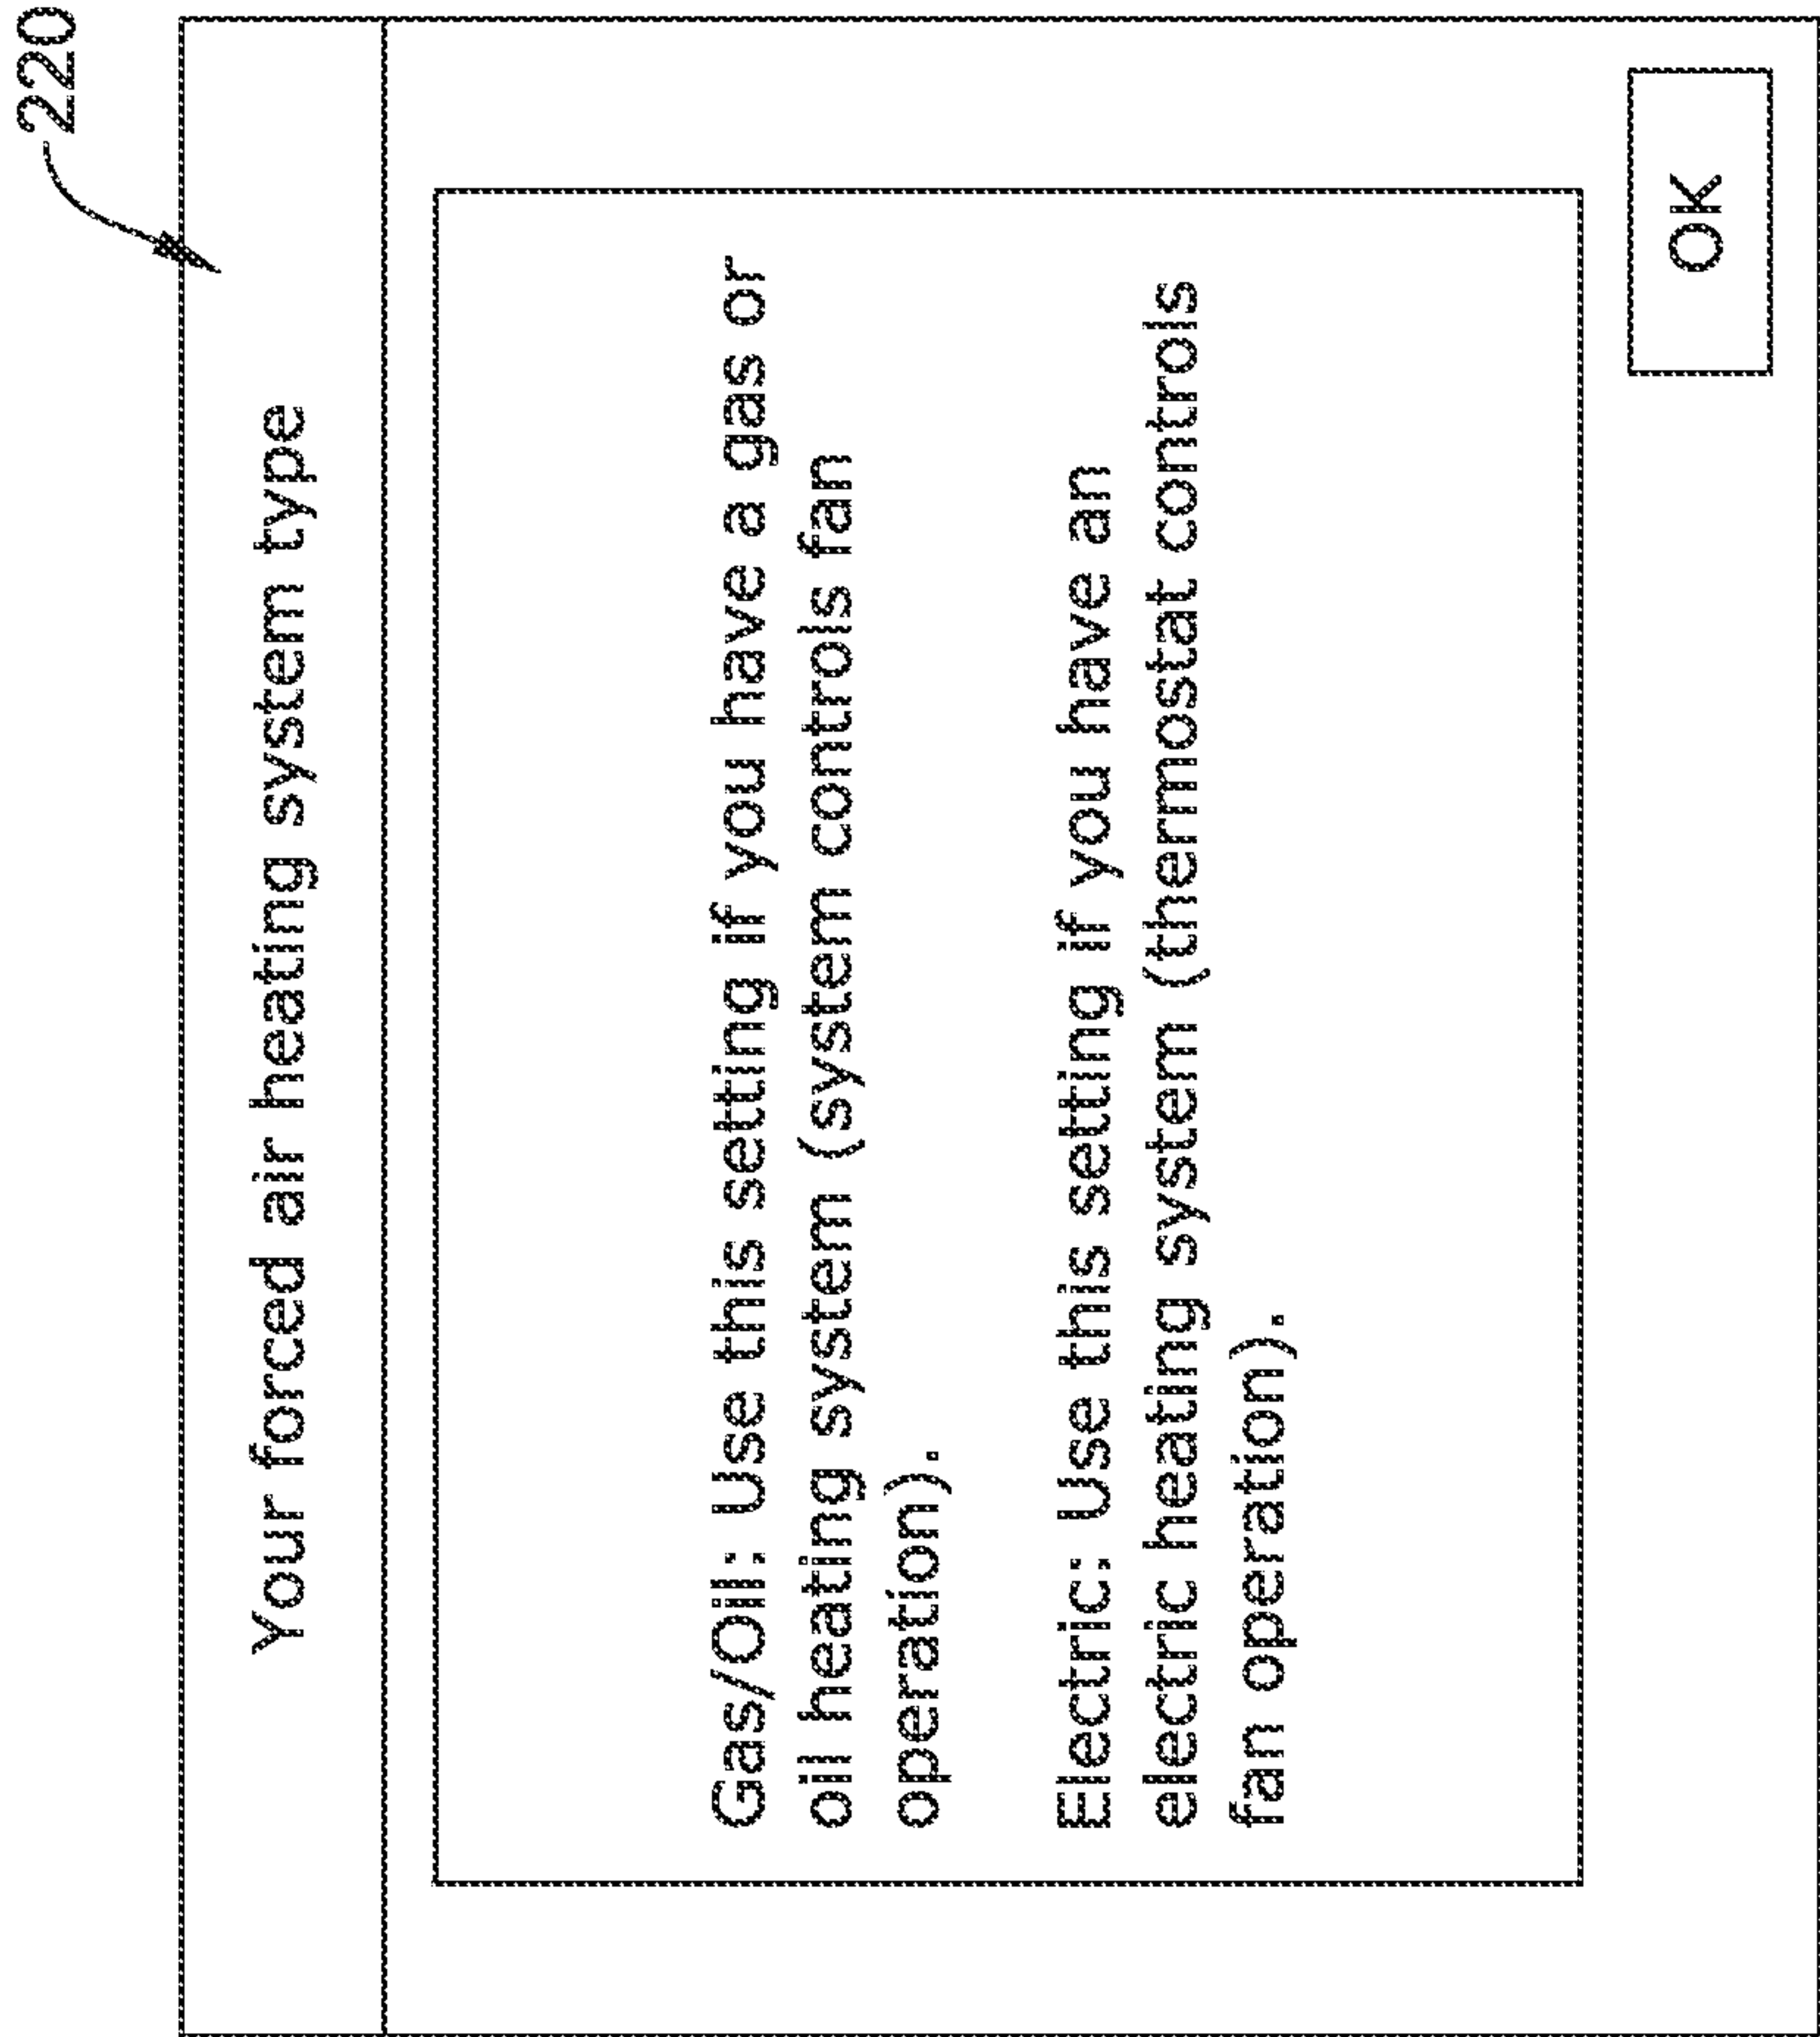 220
Your forced air heating system type
Gas/Oil: Use this setting if you have a gas or
oil heating system (system controls fan
operation).
Electric: Use this setting if you have an
electric heating system (thermostat controls
fan operation).
OK